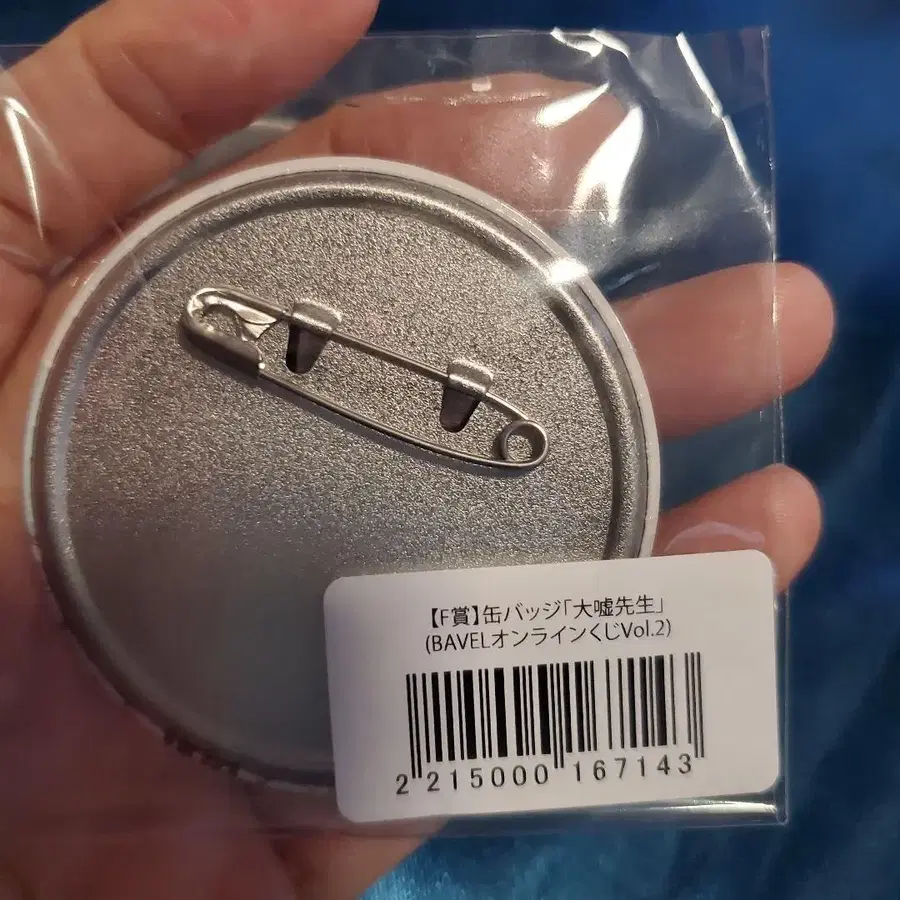 【F賞】缶バッジ「大嘘先生」
(BAVELオンラインくじVol.2)
2 215000 167143